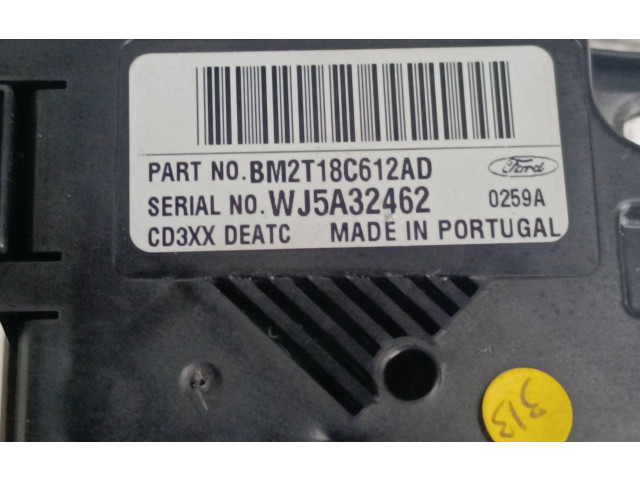 PART NO. BM2T18C612AD
Ford
SERIAL NO. WJ5A32462 0259A
CD3XX DEATC MADE IN PORTUGAL
313